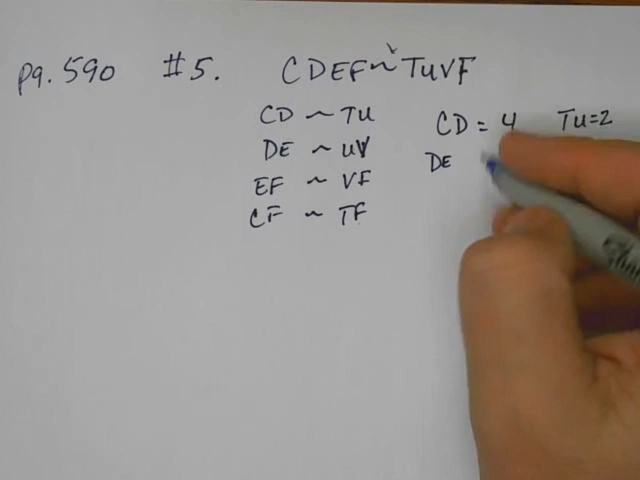 pg. 590 #5. CDEF ~ TUVF
CD ~ TU CD = 4 TU=2
DE ~ UV DE
EF ~ VF
CF ~ TF